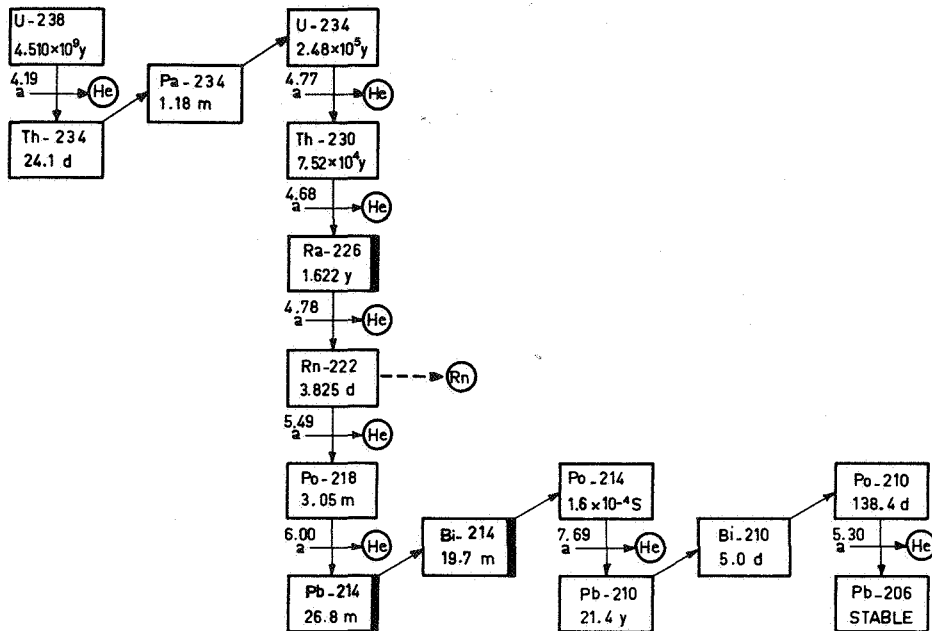 U-238
4.510×10⁹y
4.19
a
He
Th-234
24.1 d
Pa-234
1.18 m
U-234
2.48×10⁵y
4.77
a
He
Th-230
7.52×10⁴y
4.68
a
He
Ra-226
1.622 y
4.78
a
He
Rn-222
3.825 d
Rn
5.49
a
He
Po-218
3.05 m
6.00
a
He
Pb-214
26.8 m
Bi-214
19.7 m
Po-214
1.6×10⁻⁴S
7.69
a
He
Pb-210
21.4 y
Bi-210
5.0 d
Po-210
138.4 d
5.30
a
He
Pb-206
STABLE